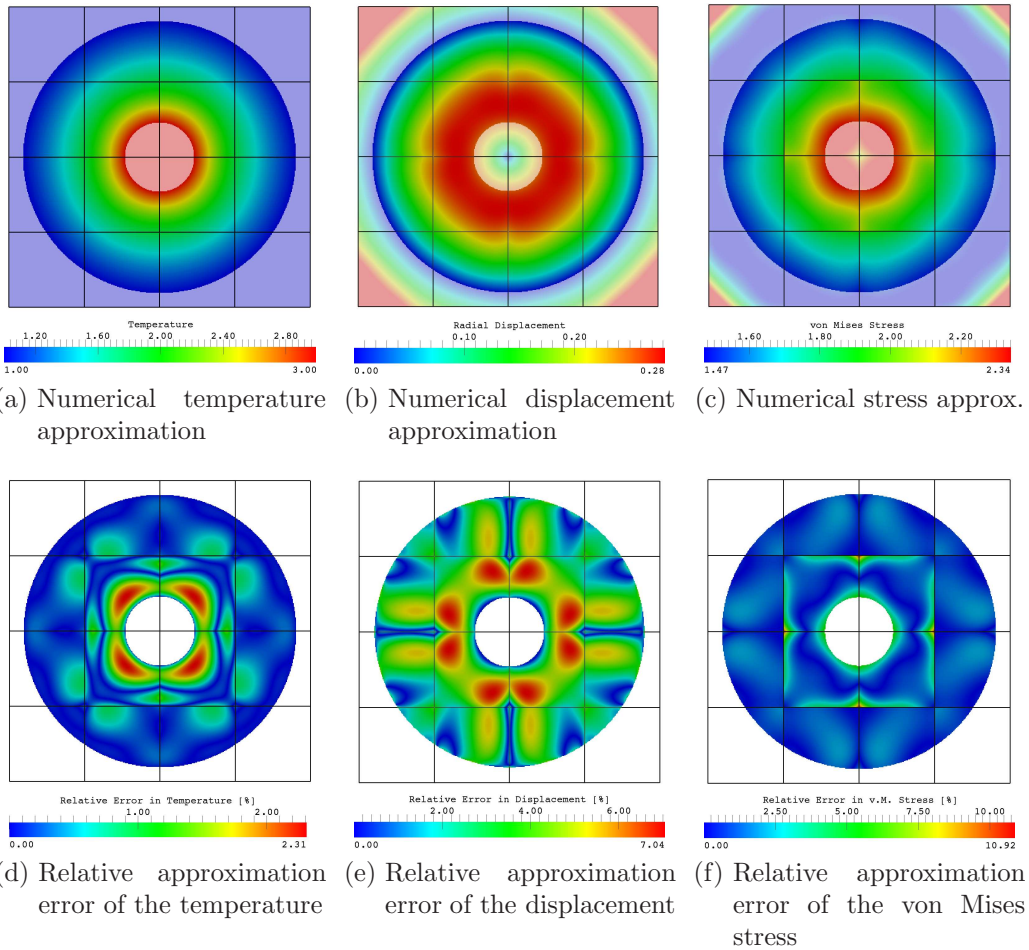 Temperature
1.20 1.60 2.00 2.40 2.80
1.00 3.00
Radial Displacement
0.10 0.20
0.00 0.28
von Mises Stress
1.60 1.80 2.00 2.20
1.47 2.34
(a) Numerical temperature
approximation
(b) Numerical displacement
approximation
(c) Numerical stress approx.
Relative Error in Temperature [%]
1.00 2.00
0.00 2.31
Relative Error in Displacement [%]
2.00 4.00 6.00
0.00 7.04
Relative Error in v.M. Stress [%]
2.50 5.00 7.50 10.00
0.00 10.92
(d) Relative approximation
error of the temperature
(e) Relative approximation
error of the displacement
(f) Relative approximation
error of the von Mises
stress